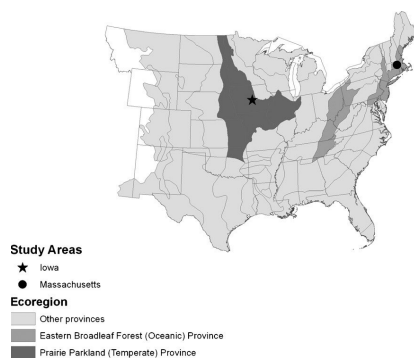 Study Areas
Iowa
Massachusetts
Ecoregion
Other provinces
Eastern Broadleaf Forest (Oceanic) Province
Prairie Parkland (Temperate) Province